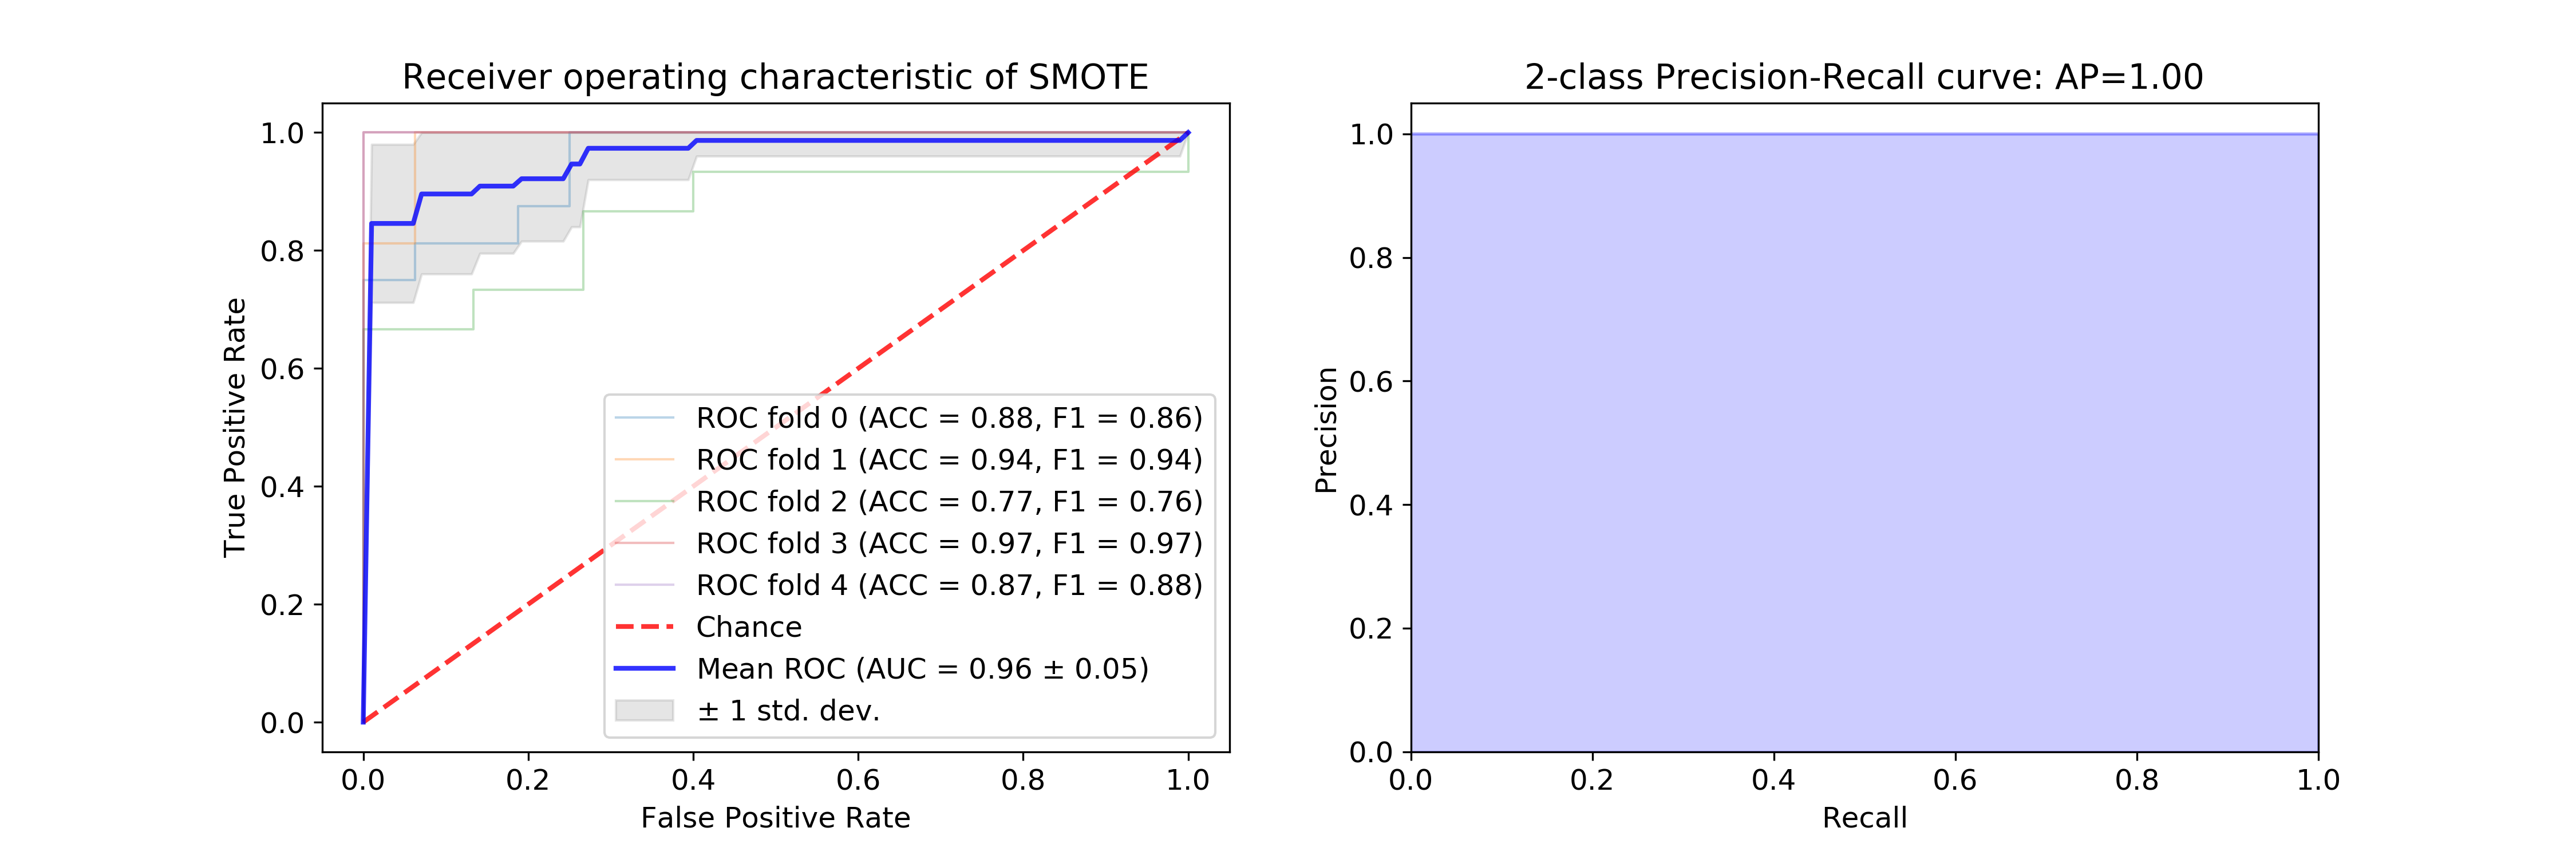 Receiver operating characteristic of SMOTE
True Positive Rate
1.0
0.8
0.6
0.4
0.2
0.0
ROC fold 0 (ACC = 0.88, F1 = 0.86)
ROC fold 1 (ACC = 0.94, F1 = 0.94)
ROC fold 2 (ACC = 0.77, F1 = 0.76)
ROC fold 3 (ACC = 0.97, F1 = 0.97)
ROC fold 4 (ACC = 0.87, F1 = 0.88)
Chance
Mean ROC (AUC = 0.96 ± 0.05)
± 1 std. dev.
0.0 0.2 0.4 0.6 0.8 1.0
False Positive Rate
2-class Precision-Recall curve: AP=1.00
Precision
1.0
0.8
0.6
0.4
0.2
0.0
0.0 0.2 0.4 0.6 0.8 1.0
Recall